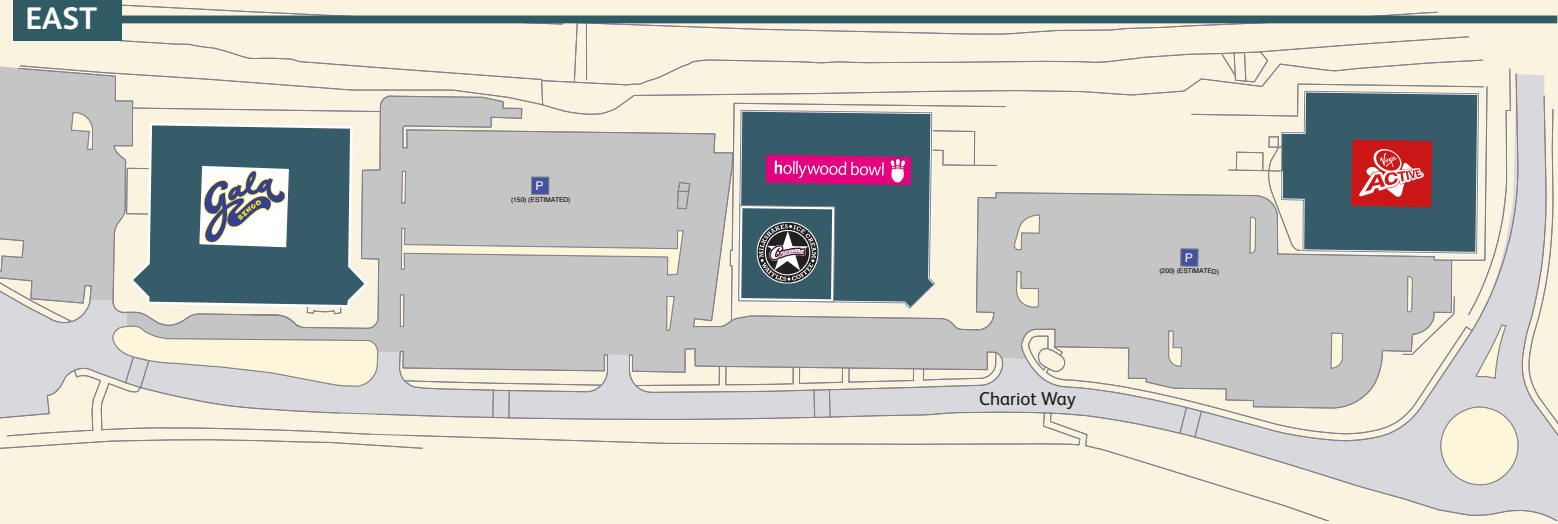 EAST
Gala
BINGO
P
(150) (ESTIMATED)
hollywood bowl
MILKSHAKES • ICE CREAM
Creams
WAFFLES • COFFEE
P
(200) (ESTIMATED)
Virgin
ACTIVE
Chariot Way